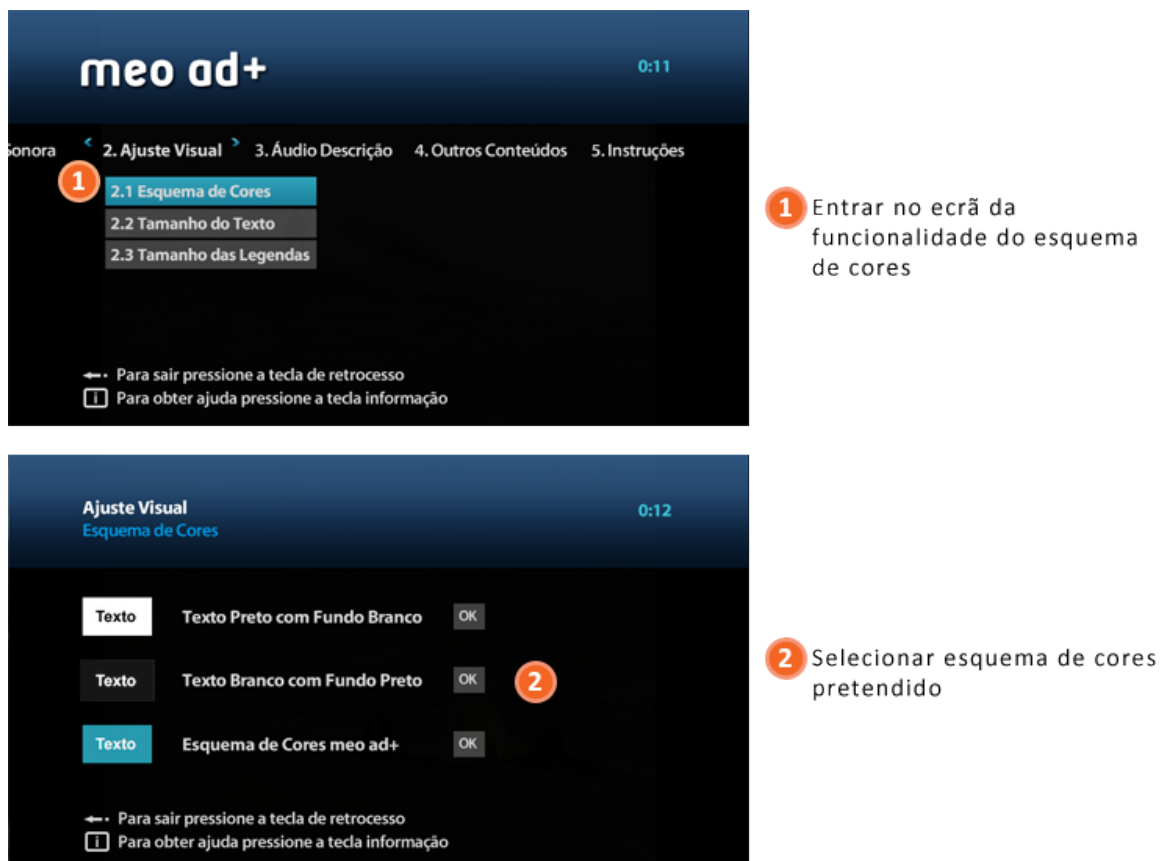 meo ad+
0:11
Sonora < 2. Ajuste Visual > 3. Áudio Descrição 4. Outros Conteúdos 5. Instruções
1
2.1 Esquema de Cores
2.2 Tamanho do Texto
2.3 Tamanho das Legendas
Para sair pressione a tecla de retrocesso
i Para obter ajuda pressione a tecla informação
1 Entrar no ecrã da
funcionalidade do esquema
de cores
Ajuste Visual
0:12
Esquema de Cores
Texto Texto Preto com Fundo Branco OK
Texto Texto Branco com Fundo Preto OK 2
Texto Esquema de Cores meo ad+ OK
Para sair pressione a tecla de retrocesso
i Para obter ajuda pressione a tecla informação
2 Selecionar esquema de cores
pretendido